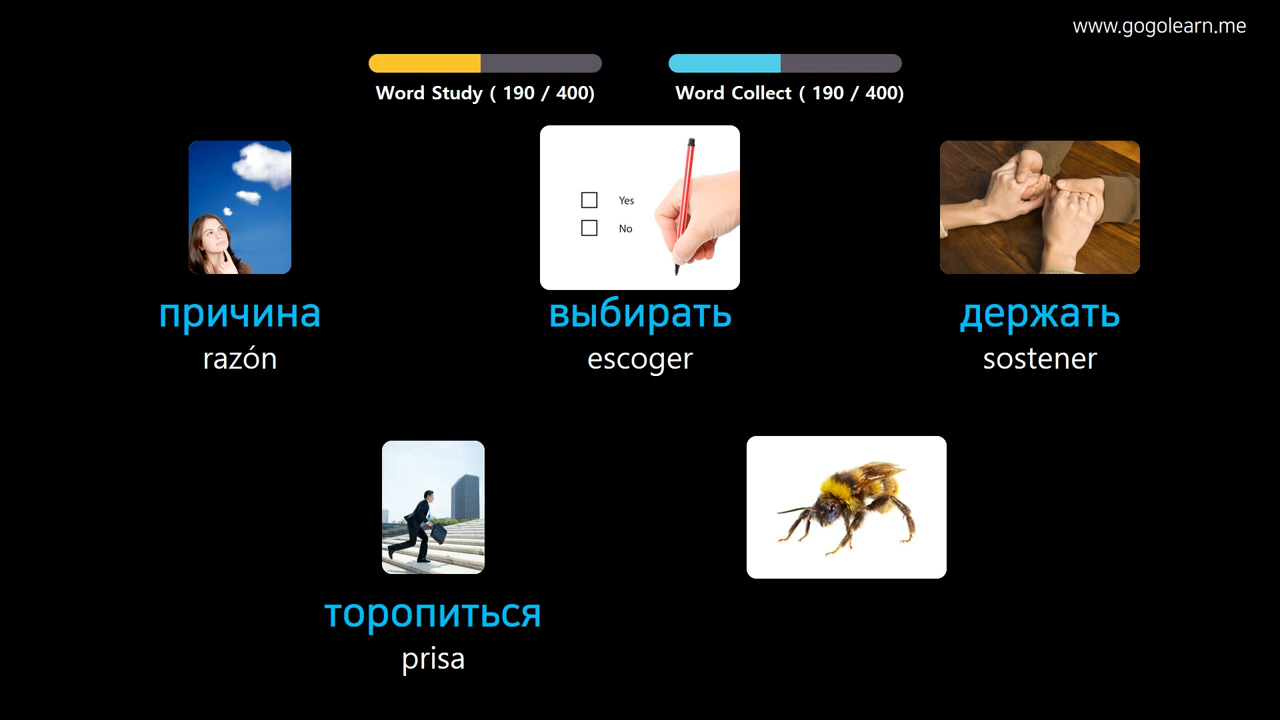 www.gogolearn.me
Word Study ( 190 / 400)
Word Collect ( 190 / 400)
Yes
No
причина
razón
выбирать
escoger
держать
sostener
торопиться
prisa